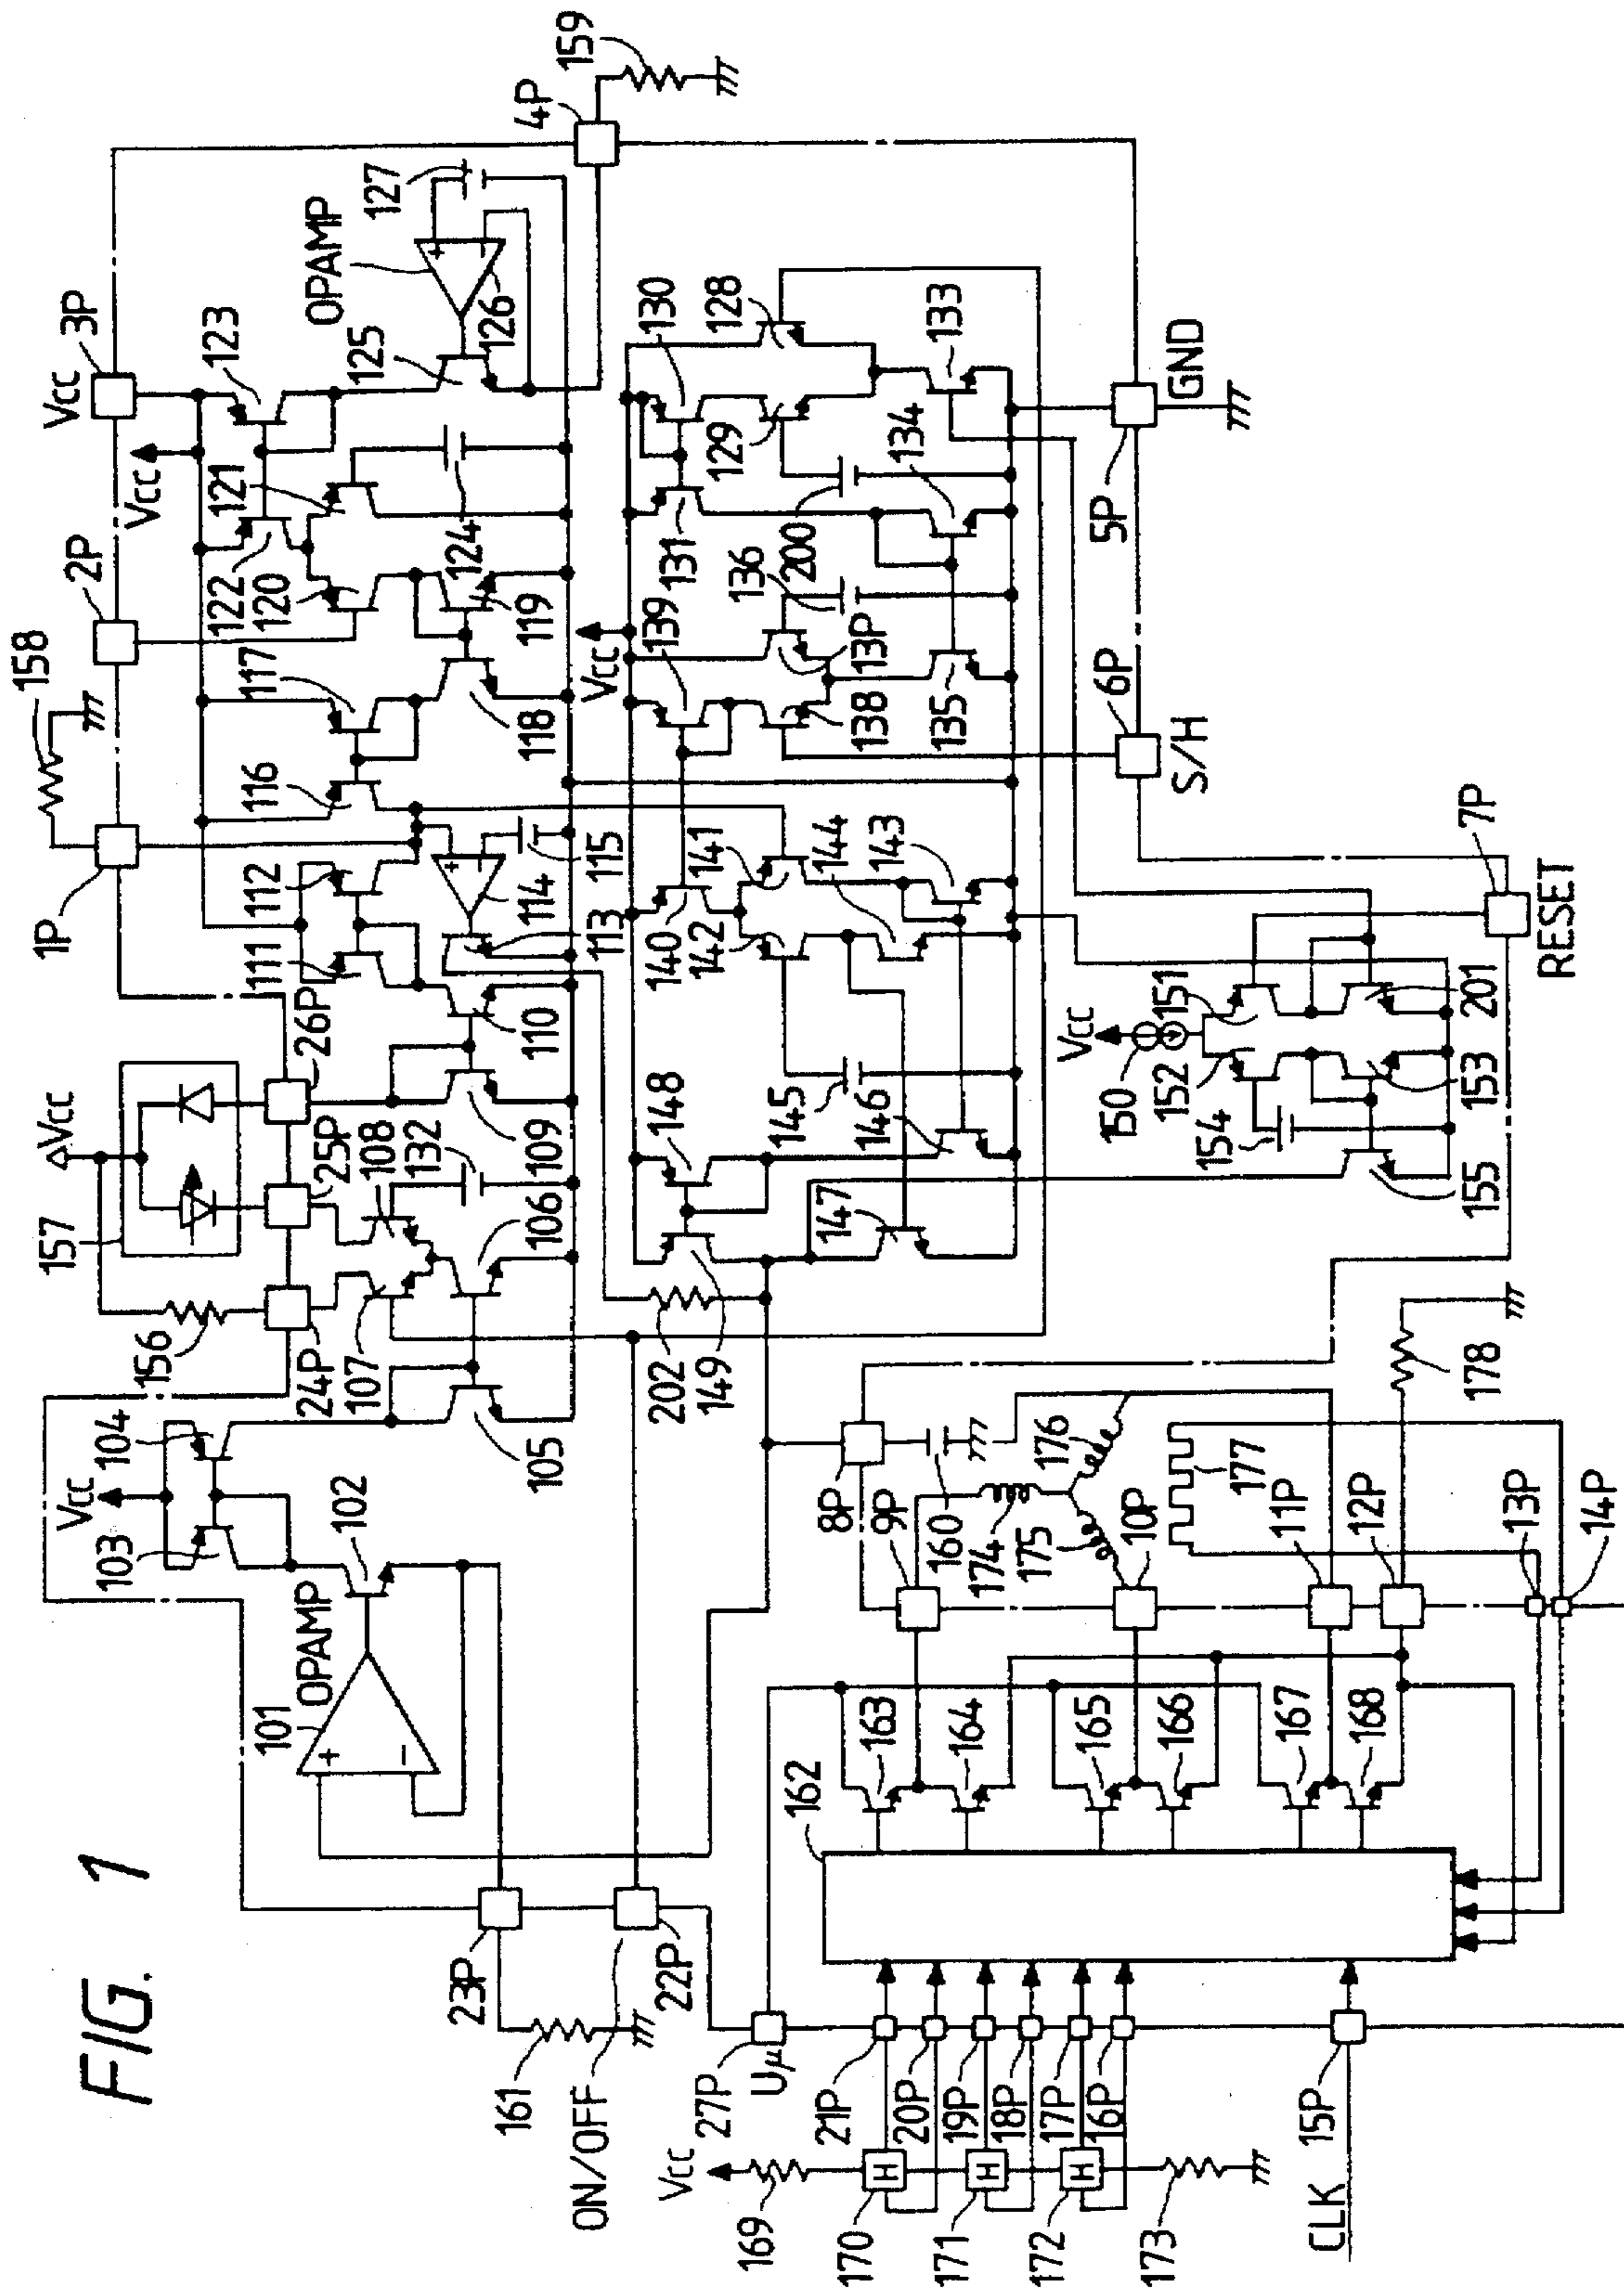 FIG. 1
158
1P
2P
Vcc
3P
Vcc
4P
159
157
Vcc
26P
25P
24P
156
Vcc
103
104
102
OPAMP
101
+
−
105
106
107
108
132
109
110
111
112
113
114
+
−
115
116
117
118
119
120
121
122
123
124
125
126
+
−
127
OPAMP
128
129
130
131
133
134
135
136
13P
138
139
140
141
142
143
144
145
146
147
148
149
200
202
Vcc
5P
GND
6P
S/H
7P
RESET
Vcc
150
151
152
153
154
155
201
23P
161
22P
ON/OFF
27P
Uμ
8P
9P
160
174
175
176
10P
177
11P
12P
178
13P
14P
162
163
164
165
166
167
168
Vcc
169
170
H
171
H
172
H
173
21P
20P
19P
18P
17P
16P
15P
CLK